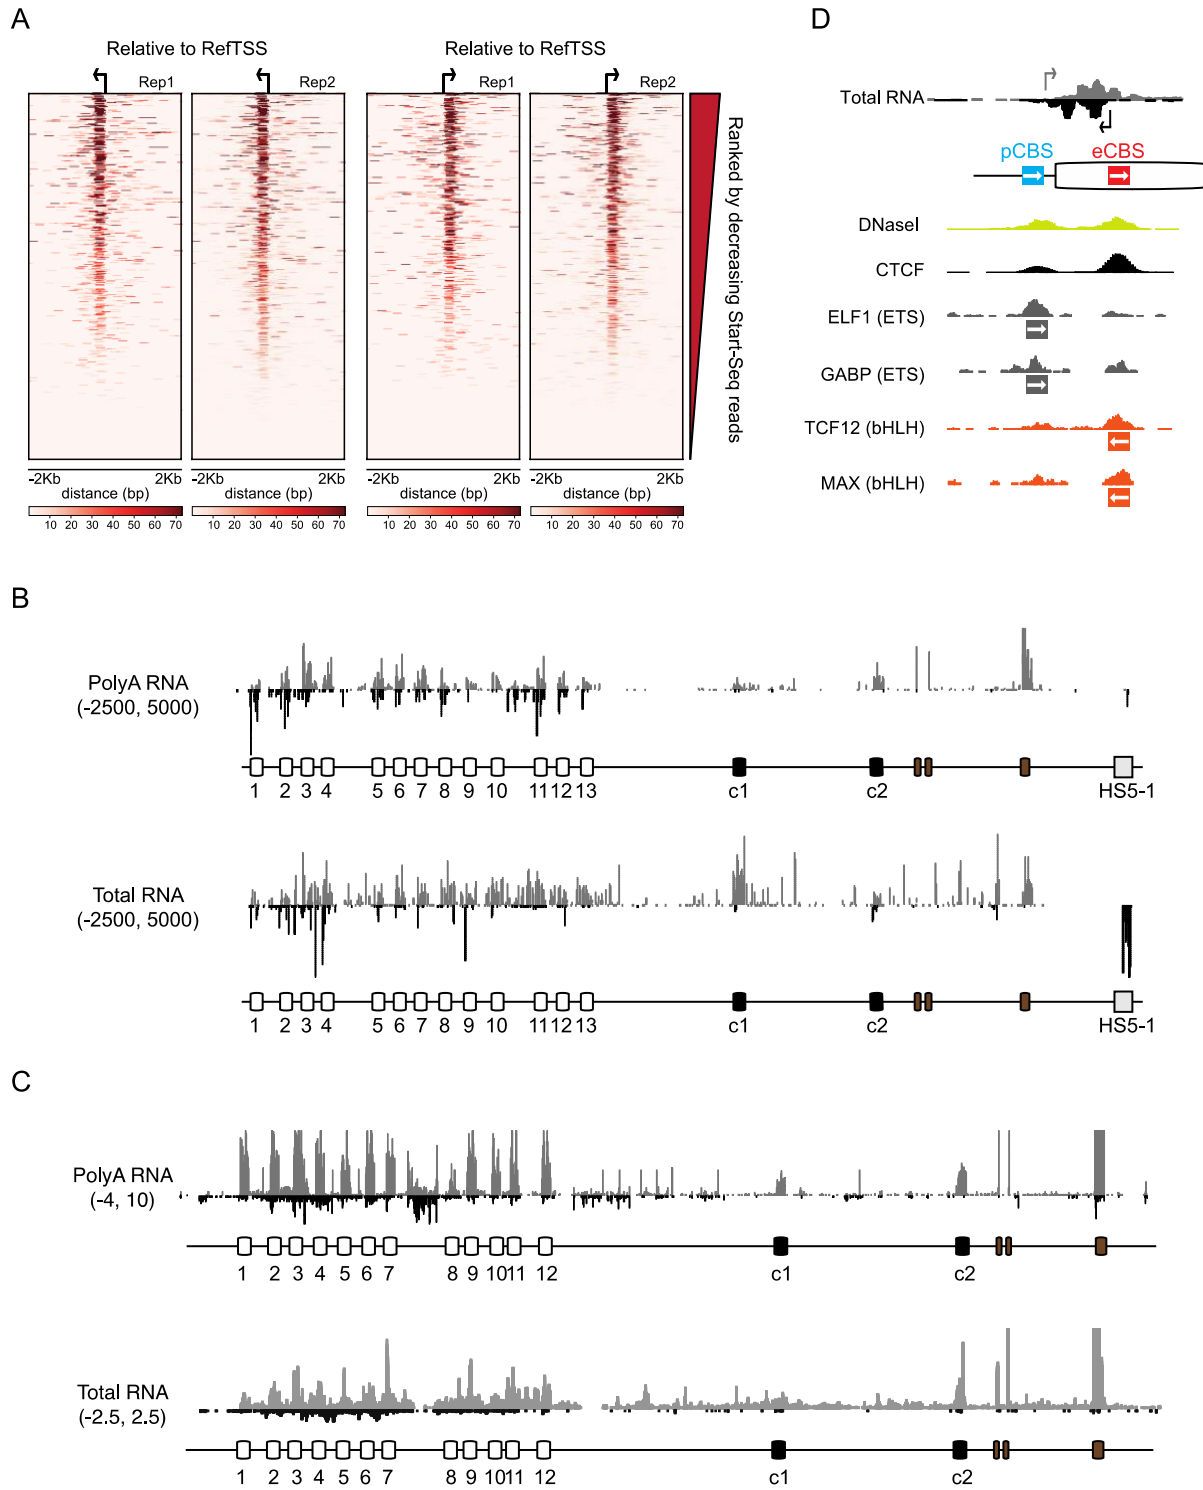 A
Relative to RefTSS
Relative to RefTSS
Rep1
Rep2
Rep1
Rep2
Ranked by decreasing Start-Seq reads
-2Kb 2Kb
-2Kb 2Kb
-2Kb 2Kb
-2Kb 2Kb
distance (bp)
distance (bp)
distance (bp)
distance (bp)
10 20 30 40 50 60 70
10 20 30 40 50 60 70
10 20 30 40 50 60 70
10 20 30 40 50 60 70
D
Total RNA
pCBS eCBS
DNaseI
CTCF
ELF1 (ETS)
GABP (ETS)
TCF12 (bHLH)
MAX (bHLH)
B
PolyA RNA
(-2500, 5000)
1 2 3 4 5 6 7 8 9 10 11 12 13 c1 c2 HS5-1
Total RNA
(-2500, 5000)
1 2 3 4 5 6 7 8 9 10 11 12 13 c1 c2 HS5-1
C
PolyA RNA
(-4, 10)
1 2 3 4 5 6 7 8 9 10 11 12 c1 c2
Total RNA
(-2.5, 2.5)
1 2 3 4 5 6 7 8 9 10 11 12 c1 c2